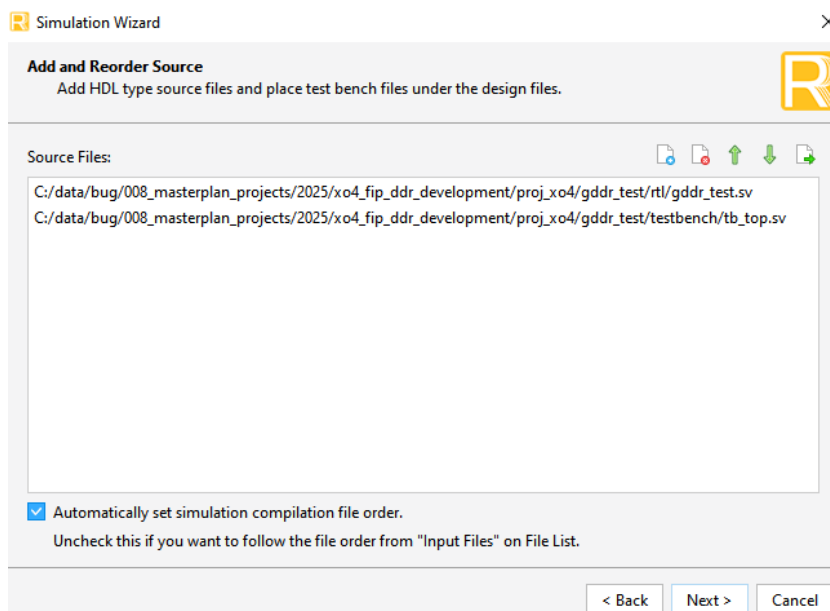 Simulation Wizard
Add and Reorder Source
Add HDL type source files and place test bench files under the design files.
Source Files:
C:/data/bug/008_masterplan_projects/2025/xo4_fip_ddr_development/proj_xo4/gddr_test/rtl/gddr_test.sv
C:/data/bug/008_masterplan_projects/2025/xo4_fip_ddr_development/proj_xo4/gddr_test/testbench/tb_top.sv
Automatically set simulation compilation file order.
Uncheck this if you want to follow the file order from "Input Files" on File List.
< Back
Next >
Cancel